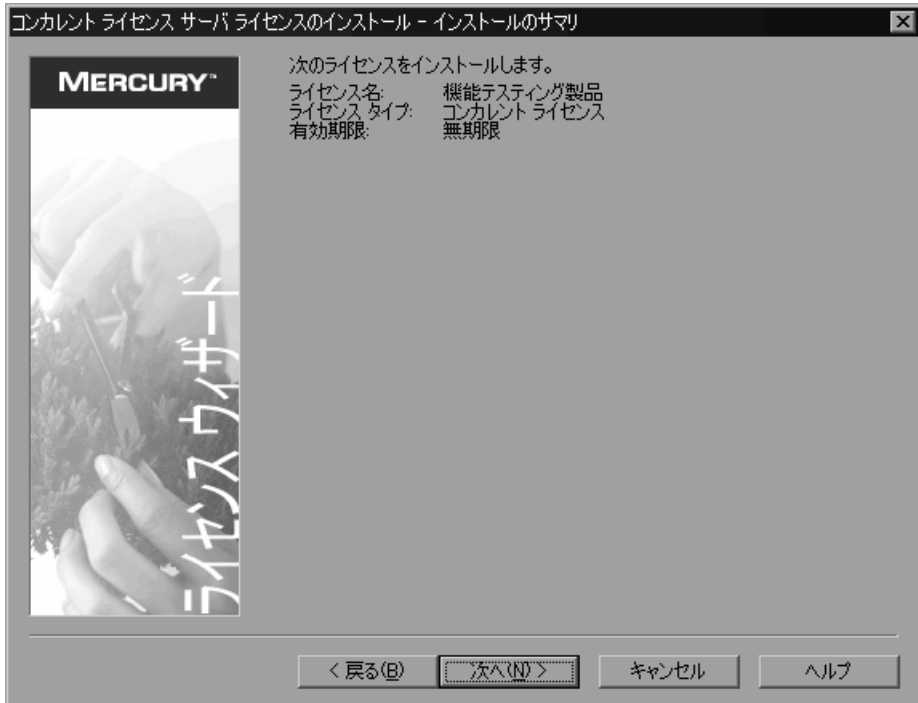 コンカレント ライセンス サーバ ライセンスのインストール - インストールのサマリ
MERCURY™
次のライセンスをインストールします。
ライセンス名: 機能テスティング製品
ライセンス タイプ: コンカレント ライセンス
有効期限: 無期限
ライセンス ウィザード
< 戻る(B)
次へ(N) >
キャンセル
ヘルプ